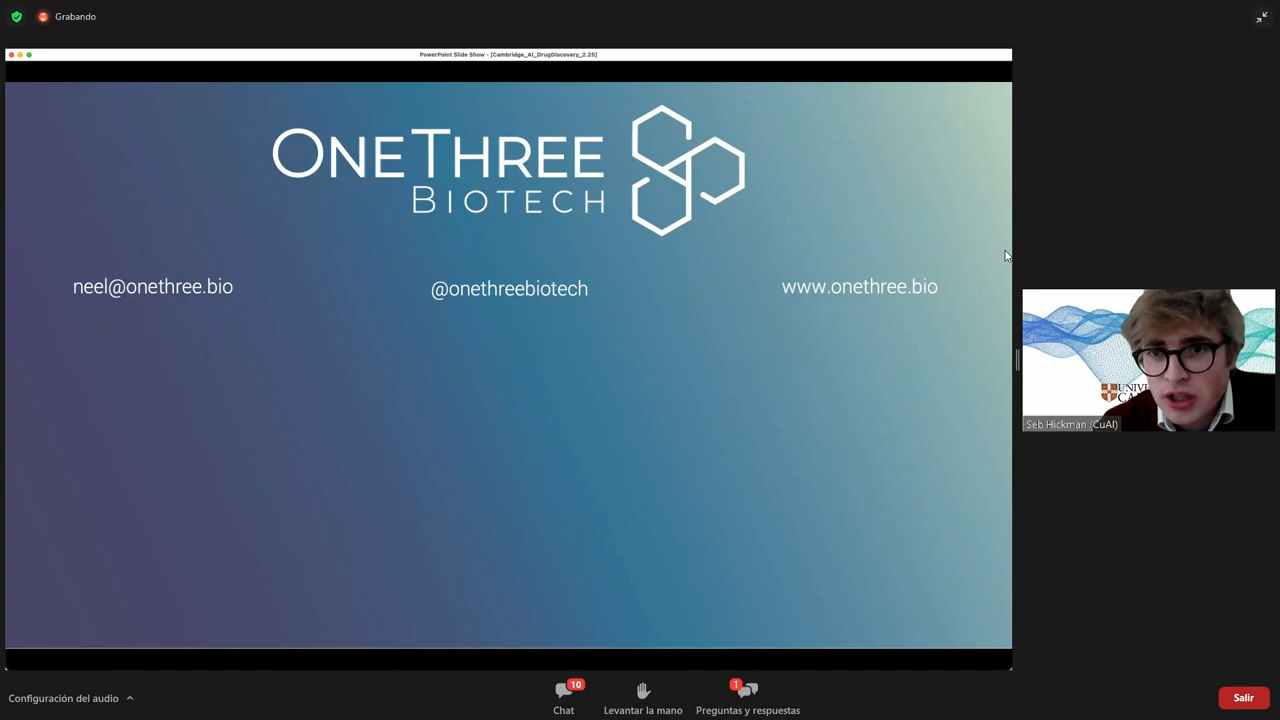 Grabando
PowerPoint Slide Show - [Cambridge_AI_DrugDiscovery_2.25]
ONETHREE
BIOTECH
neel@onethree.bio
@onethreebiotech
www.onethree.bio
Seb Hickman (CuAI)
Configuración del audio
10
Chat
Levantar la mano
1
Preguntas y respuestas
Salir